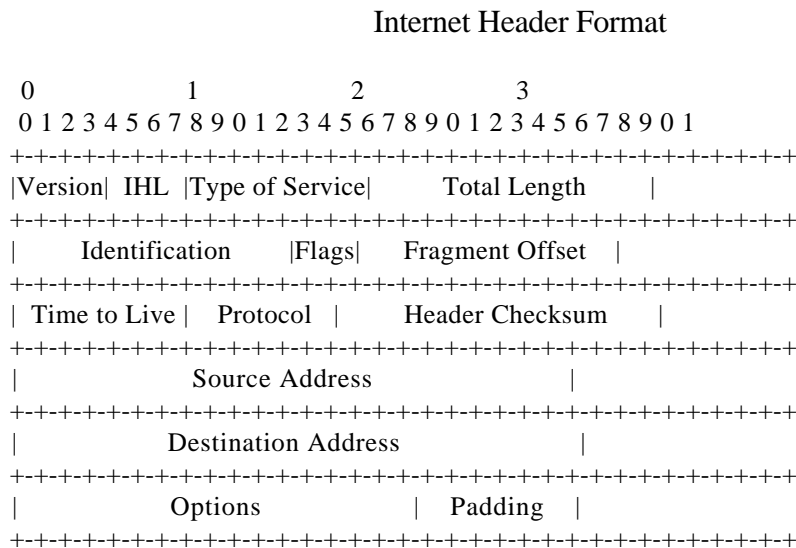 Internet Header Format
0 1 2 3
0 1 2 3 4 5 6 7 8 9 0 1 2 3 4 5 6 7 8 9 0 1 2 3 4 5 6 7 8 9 0 1
+-+-+-+-+-+-+-+-+-+-+-+-+-+-+-+-+-+-+-+-+-+-+-+-+-+-+-+-+-+-+-+-+
|Version| IHL |Type of Service| Total Length |
+-+-+-+-+-+-+-+-+-+-+-+-+-+-+-+-+-+-+-+-+-+-+-+-+-+-+-+-+-+-+-+-+
| Identification |Flags| Fragment Offset |
+-+-+-+-+-+-+-+-+-+-+-+-+-+-+-+-+-+-+-+-+-+-+-+-+-+-+-+-+-+-+-+-+
| Time to Live | Protocol | Header Checksum |
+-+-+-+-+-+-+-+-+-+-+-+-+-+-+-+-+-+-+-+-+-+-+-+-+-+-+-+-+-+-+-+-+
| Source Address |
+-+-+-+-+-+-+-+-+-+-+-+-+-+-+-+-+-+-+-+-+-+-+-+-+-+-+-+-+-+-+-+-+
| Destination Address |
+-+-+-+-+-+-+-+-+-+-+-+-+-+-+-+-+-+-+-+-+-+-+-+-+-+-+-+-+-+-+-+-+
| Options | Padding |
+-+-+-+-+-+-+-+-+-+-+-+-+-+-+-+-+-+-+-+-+-+-+-+-+-+-+-+-+-+-+-+-+